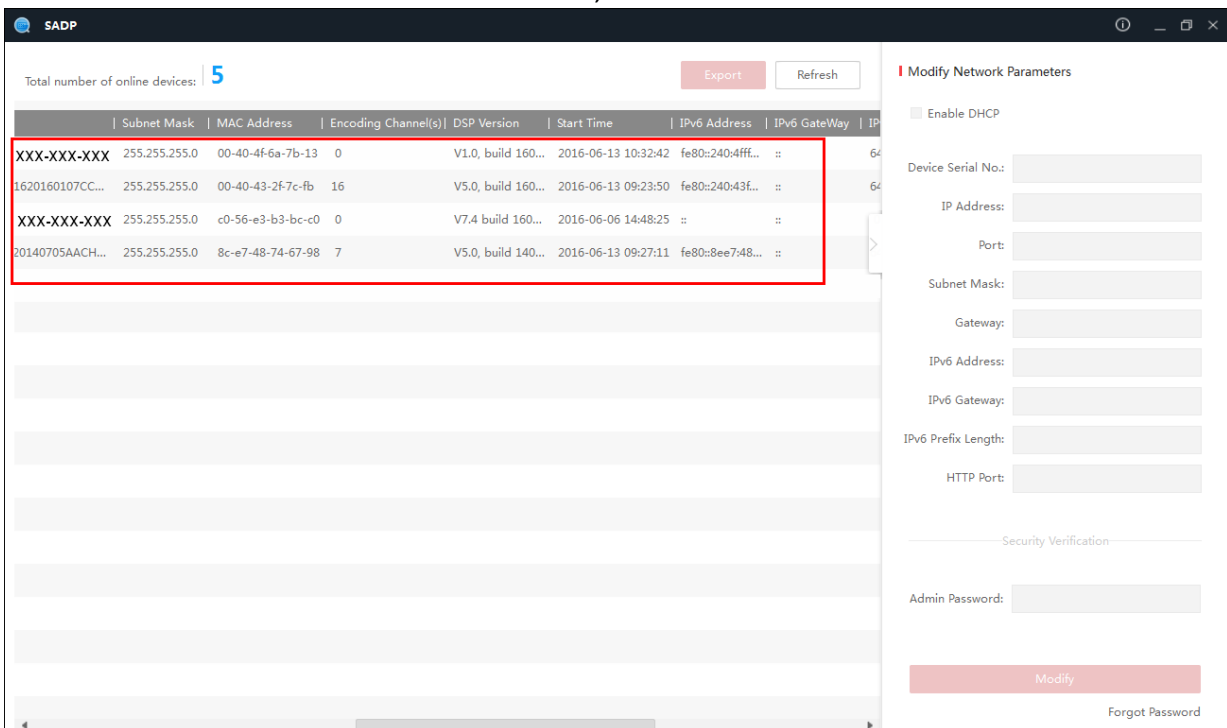 SADP
Total number of online devices: 5
Export
Refresh
| Subnet Mask | MAC Address | Encoding Channel(s) | DSP Version | Start Time | IPv6 Address | IPv6 GateWay | IP
XXX-XXX-XXX 255.255.255.0 00-40-4f-6a-7b-13 0 V1.0, build 160... 2016-06-13 10:32:42 fe80::240:4fff... :: 64
1620160107CC... 255.255.255.0 00-40-43-2f-7c-fb 16 V5.0, build 160... 2016-06-13 09:23:50 fe80::240:43f... :: 64
XXX-XXX-XXX 255.255.255.0 c0-56-e3-b3-bc-c0 0 V7.4 build 160... 2016-06-06 14:48:25 :: ::
20140705AACH... 255.255.255.0 8c-e7-48-74-67-98 7 V5.0, build 140... 2016-06-13 09:27:11 fe80::8ee7:48... ::
Modify Network Parameters
Enable DHCP
Device Serial No.:
IP Address:
Port:
Subnet Mask:
Gateway:
IPv6 Address:
IPv6 Gateway:
IPv6 Prefix Length:
HTTP Port:
Security Verification
Admin Password:
Modify
Forgot Password